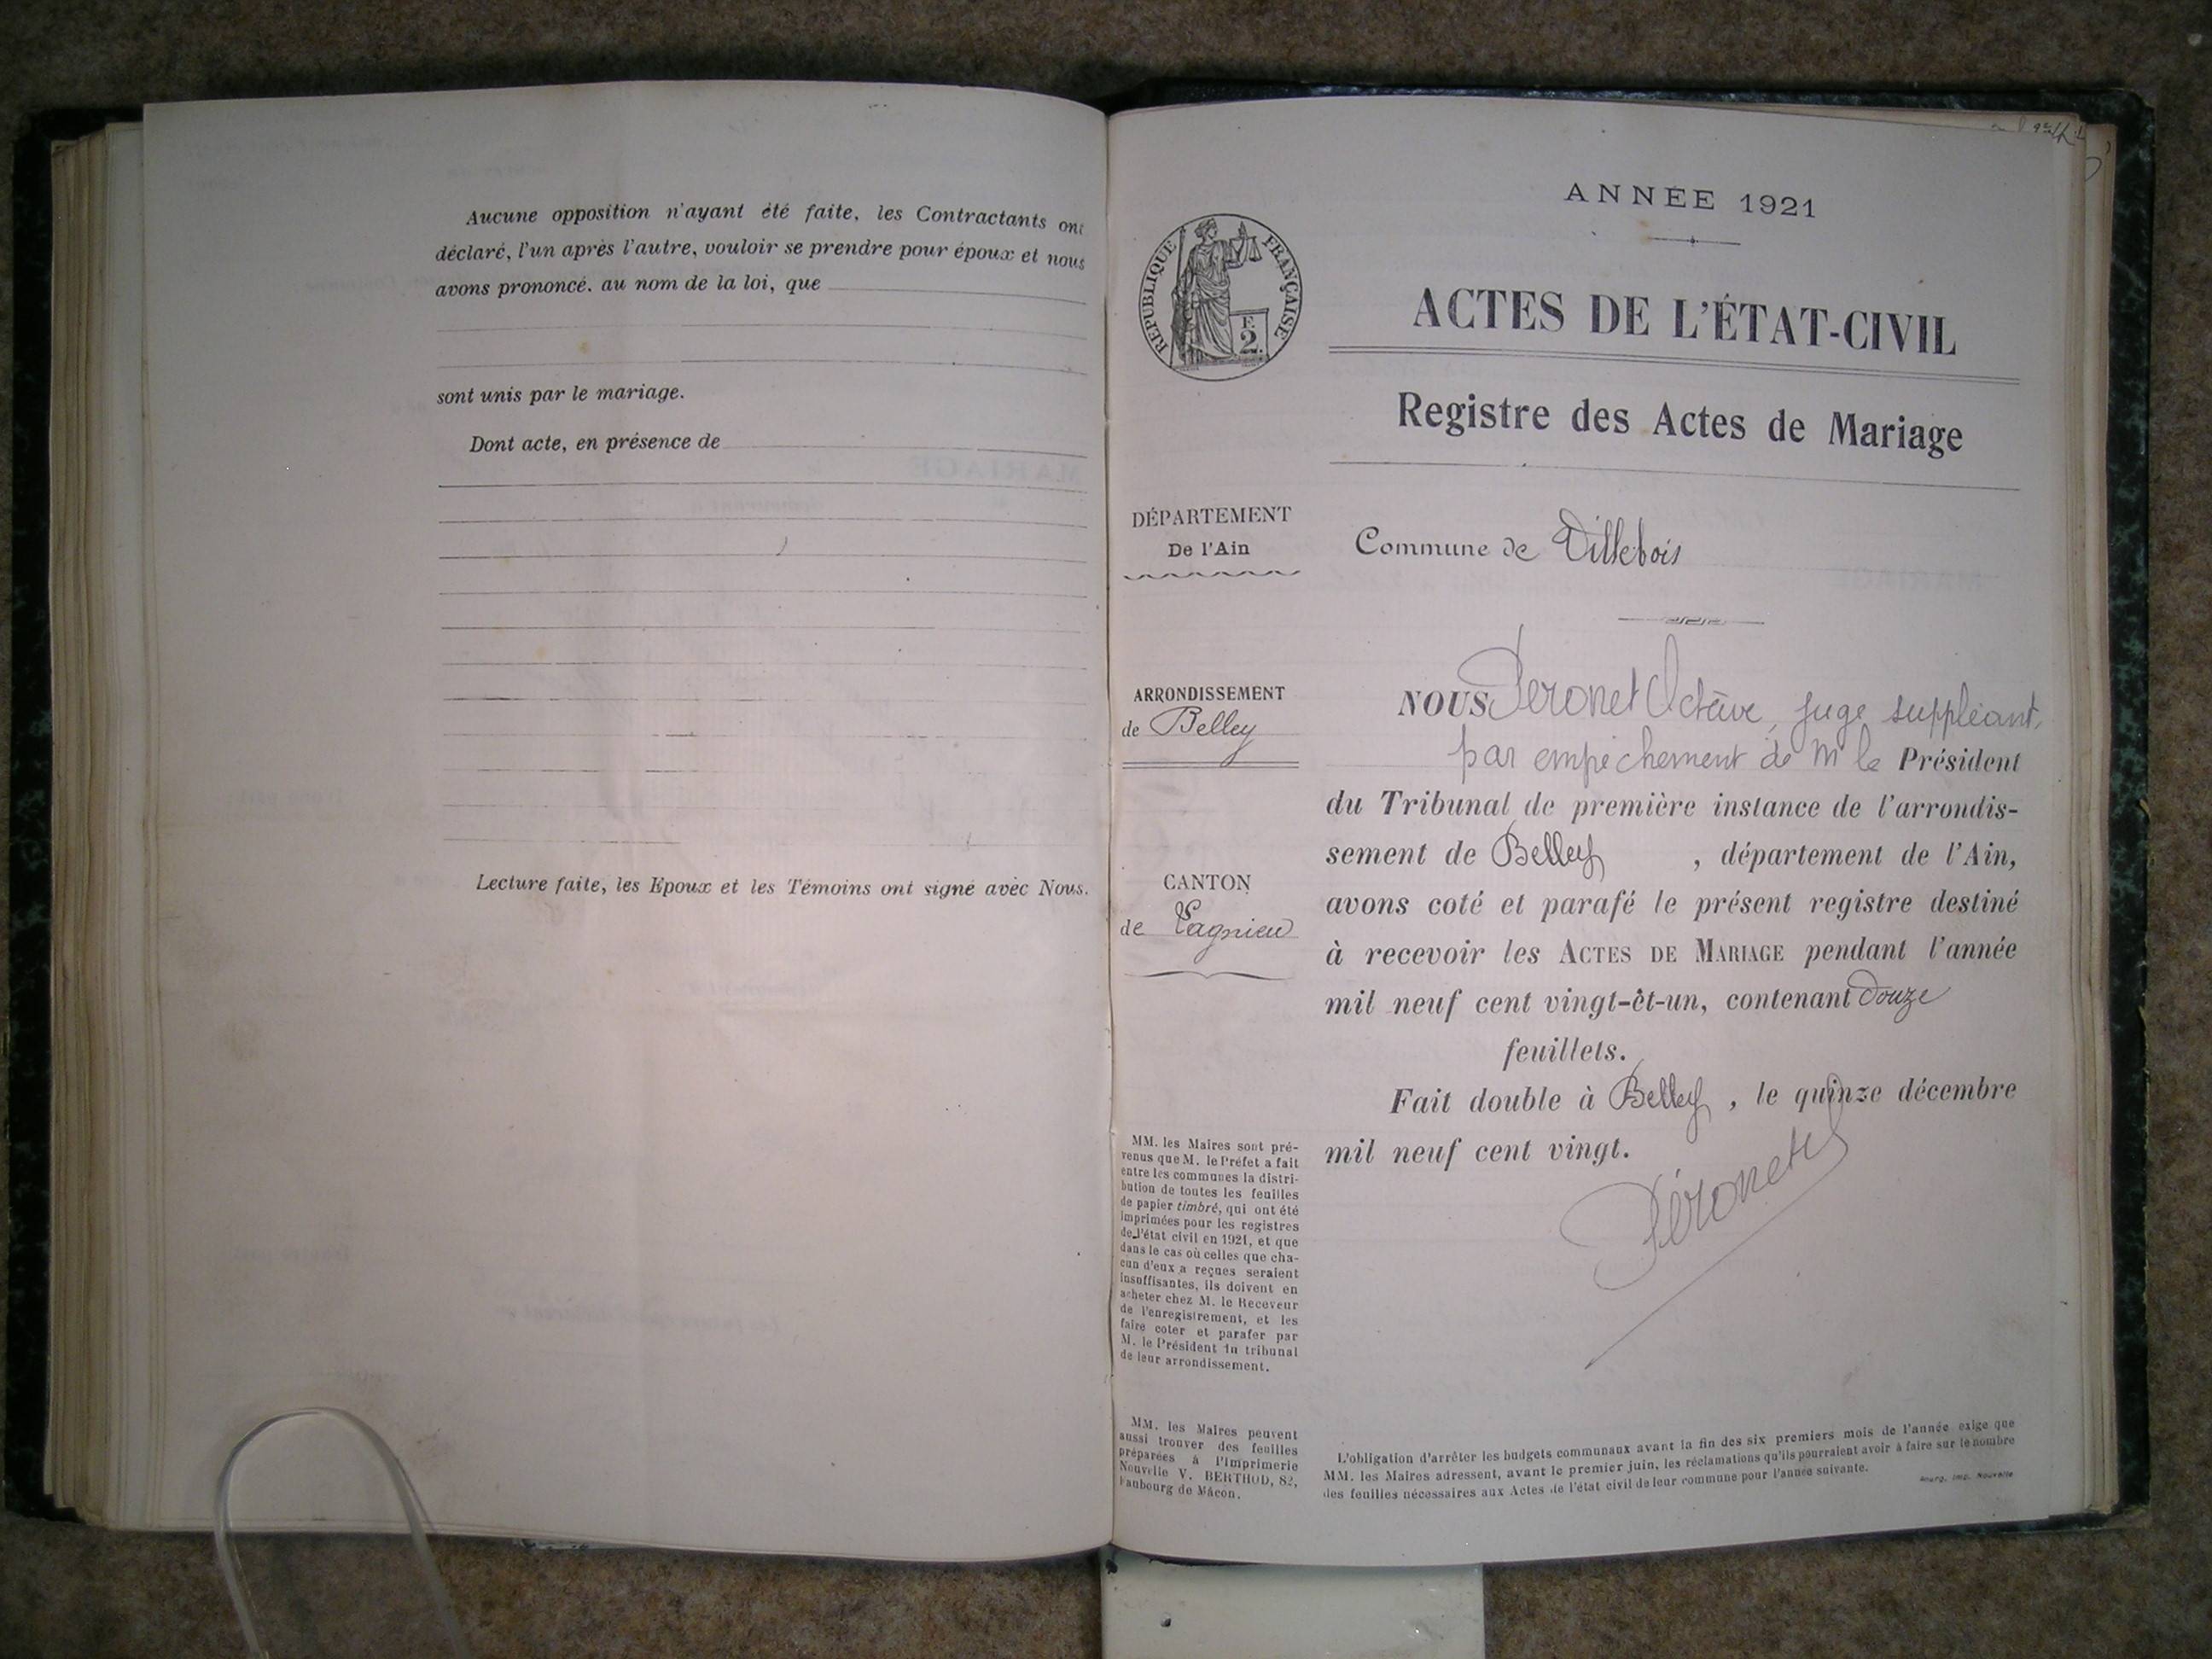 Aucune opposition n'ayant été faite, les Contractants ont
déclaré, l'un après l'autre, vouloir se prendre pour époux et nous
avons prononcé. au nom de la loi, que
sont unis par le mariage.
Dont acte, en présence de
Lecture faite, les Epoux et les Témoins ont signé avec Nous.
ANNÉE 1921
RÉPUBLIQUE FRANÇAISE
F.
2.
ACTES DE L'ÉTAT-CIVIL
Registre des Actes de Mariage
DÉPARTEMENT
De l'Ain
Commune de Villebois
ARRONDISSEMENT
de Belley
CANTON
de Lagnieu
NOUS Peronet Octave, juge suppléant,
par empêchement de M le Président
du Tribunal de première instance de l'arrondis-
sement de Belley , département de l'Ain,
avons coté et parafé le présent registre destiné
à recevoir les ACTES DE MARIAGE pendant l'année
mil neuf cent vingt-et-un, contenant Douze
feuillets.
Fait double à Belley , le quinze décembre
mil neuf cent vingt.
Péronet
MM. les Maires sont pré-
venus que M. le Préfet a fait
entre les communes la distri-
bution de toutes les feuilles
de papier timbré, qui ont été
imprimées pour les registres
de l'état civil en 1921, et que
dans le cas où celles que cha-
cun d'eux a reçues seraient
insuffisantes, ils doivent en
acheter chez M. le Receveur
de l'enregistrement, et les
faire coter et parafer par
M. le Président du tribunal
de leur arrondissement.
MM. les Maires peuvent
aussi trouver des feuilles
préparées à l'Imprimerie
Nouvelle V. BERTHOD, 82,
Faubourg de Mâcon.
L'obligation d'arrêter les budgets communaux avant la fin des six premiers mois de l'année exige que
MM. les Maires adressent, avant le premier juin, les réclamations qu'ils pourraient avoir à faire sur le nombre
des feuilles nécessaires aux Actes de l'état civil de leur commune pour l'année suivante.
Bourg, Imp. Nouvelle